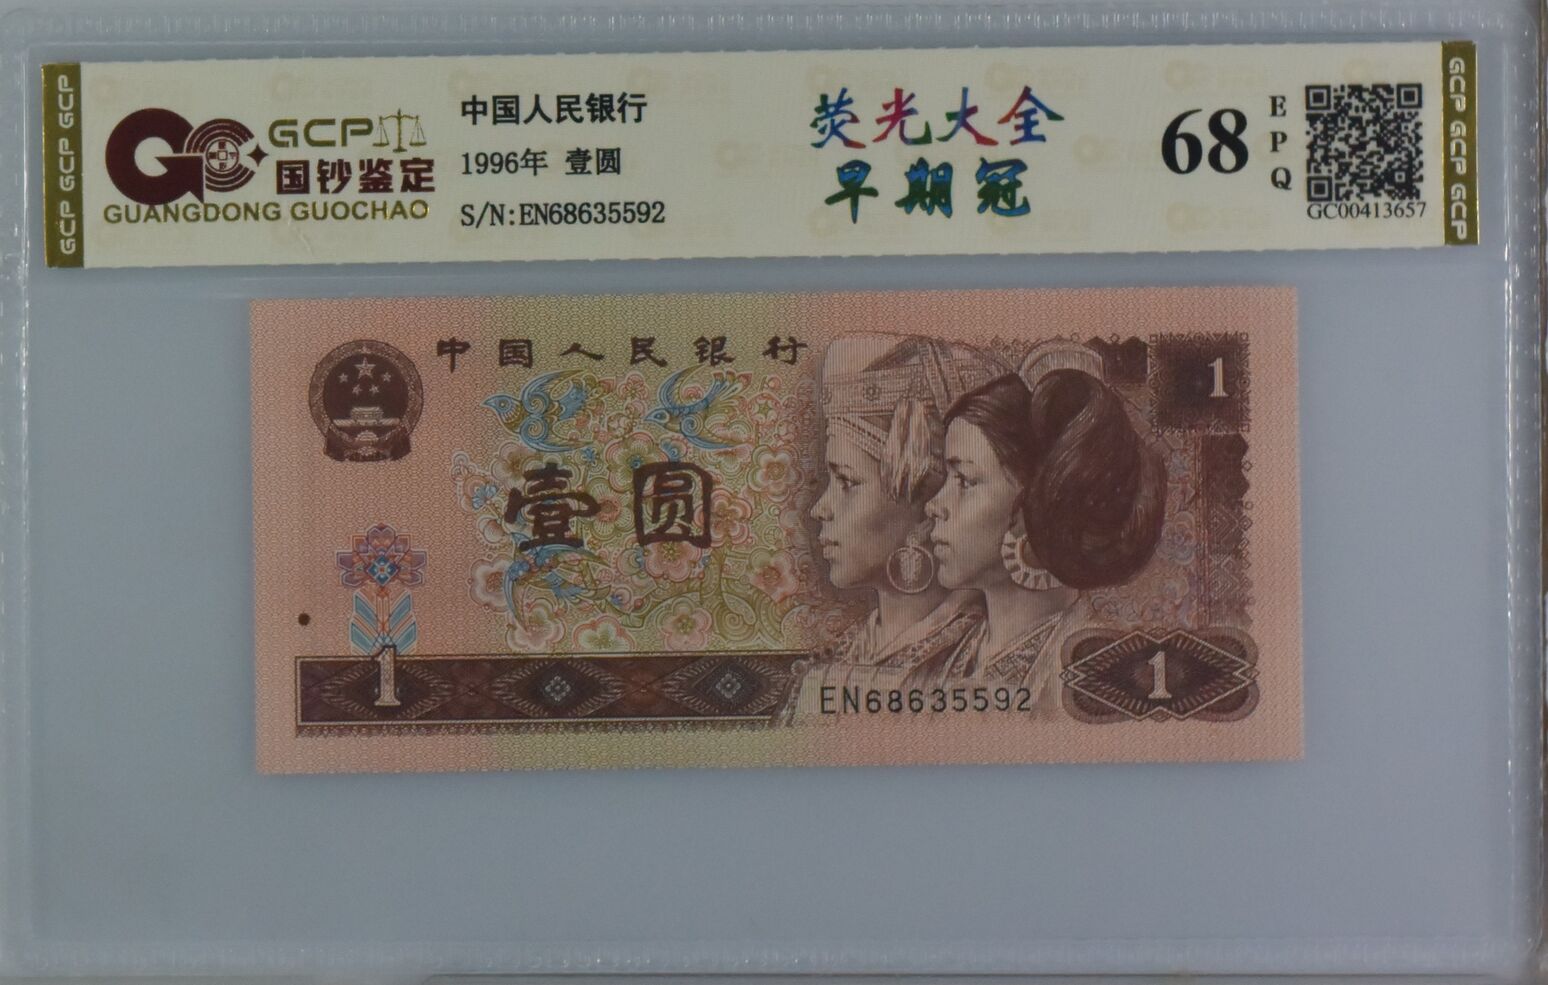 GCP GCP GCP
GCP
国钞鉴定
GUANGDONG GUOCHAO
中国人民银行
1996年 壹圆
S/N:EN68635592
荧光大全
早期冠
68
EPQ
GC00413657
GCP GCP GCP
中国人民银行
1
壹圆
1
EN68635592
1